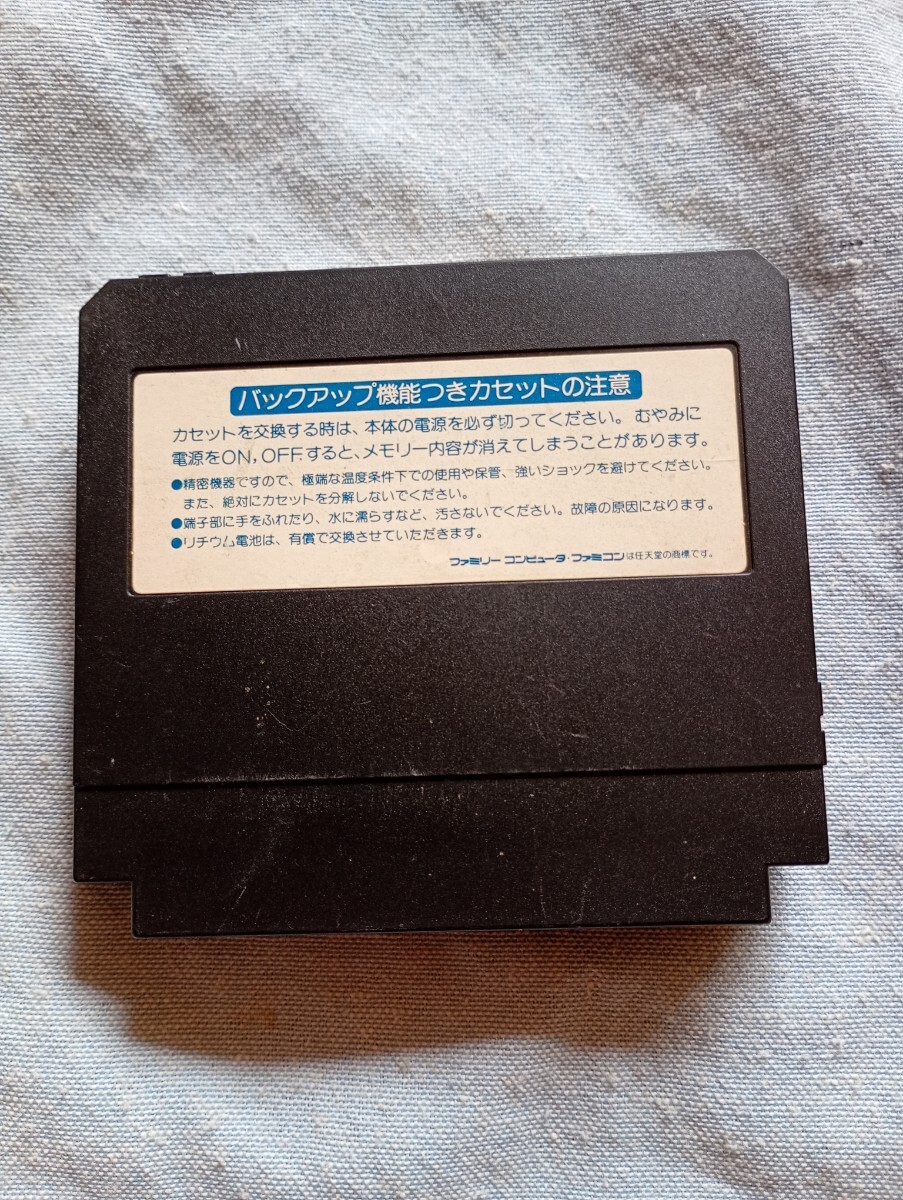 バックアップ機能つきカセットの注意
カセットを交換する時は、本体の電源を必ず切ってください。むやみに
電源をON,OFFすると、メモリー内容が消えてしまうことがあります。
●精密機器ですので、極端な温度条件下での使用や保管、強いショックを避けてください。
また、絶対にカセットを分解しないでください。
●端子部に手をふれたり、水に濡らすなど、汚さないでください。故障の原因になります。
●リチウム電池は、有償で交換させていただきます。
ファミリーコンピュータ・ファミコンは任天堂の商標です。